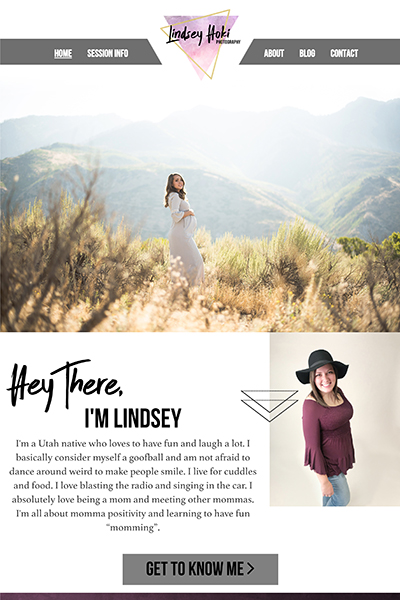 Lindsey Hoki
PHOTOGRAPHY
HOME SESSION INFO ABOUT BLOG CONTACT
Hey There,
I'M LINDSEY
I'm a Utah native who loves to have fun and laugh a lot. I
basically consider myself a goofball and am not afraid to
dance around weird to make people smile. I live for cuddles
and food. I love blasting the radio and singing in the car. I
absolutely love being a mom and meeting other mommas.
I'm all about momma positivity and learning to have fun
“momming”.
GET TO KNOW ME >